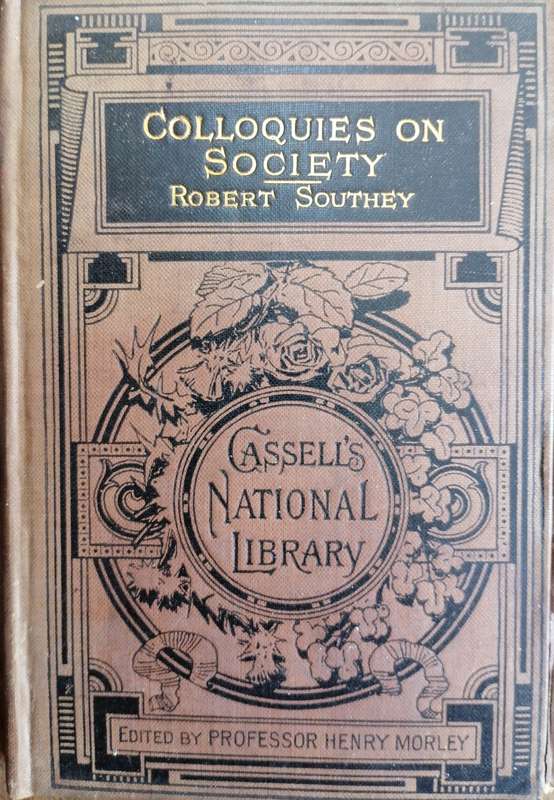 COLLOQUIES ON
SOCIETY
ROBERT SOUTHEY
CASSELL'S
NATIONAL
LIBRARY
EDITED BY PROFESSOR HENRY MORLEY